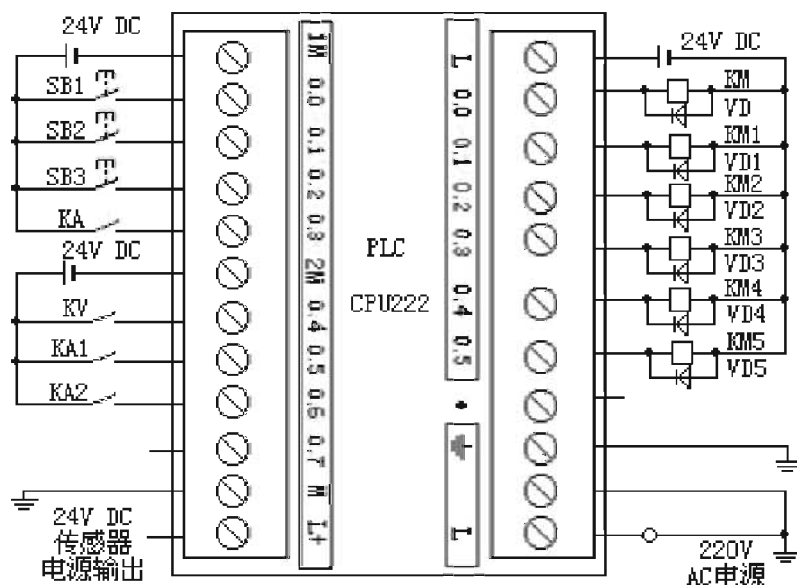 24V DC
SB1
SB2
SB3
KA
24V DC
KV
KA1
KA2
24V DC
传感器
电源输出
1M
0.0
0.1
0.2
0.3
2M
0.4
0.5
0.6
0.7
M
L+
PLC
CPU222
L
0.0
0.1
0.2
0.3
0.4
0.5
L
24V DC
KM
VD
KM1
VD1
KM2
VD2
KM3
VD3
KM4
VD4
KM5
VD5
220V
AC电源